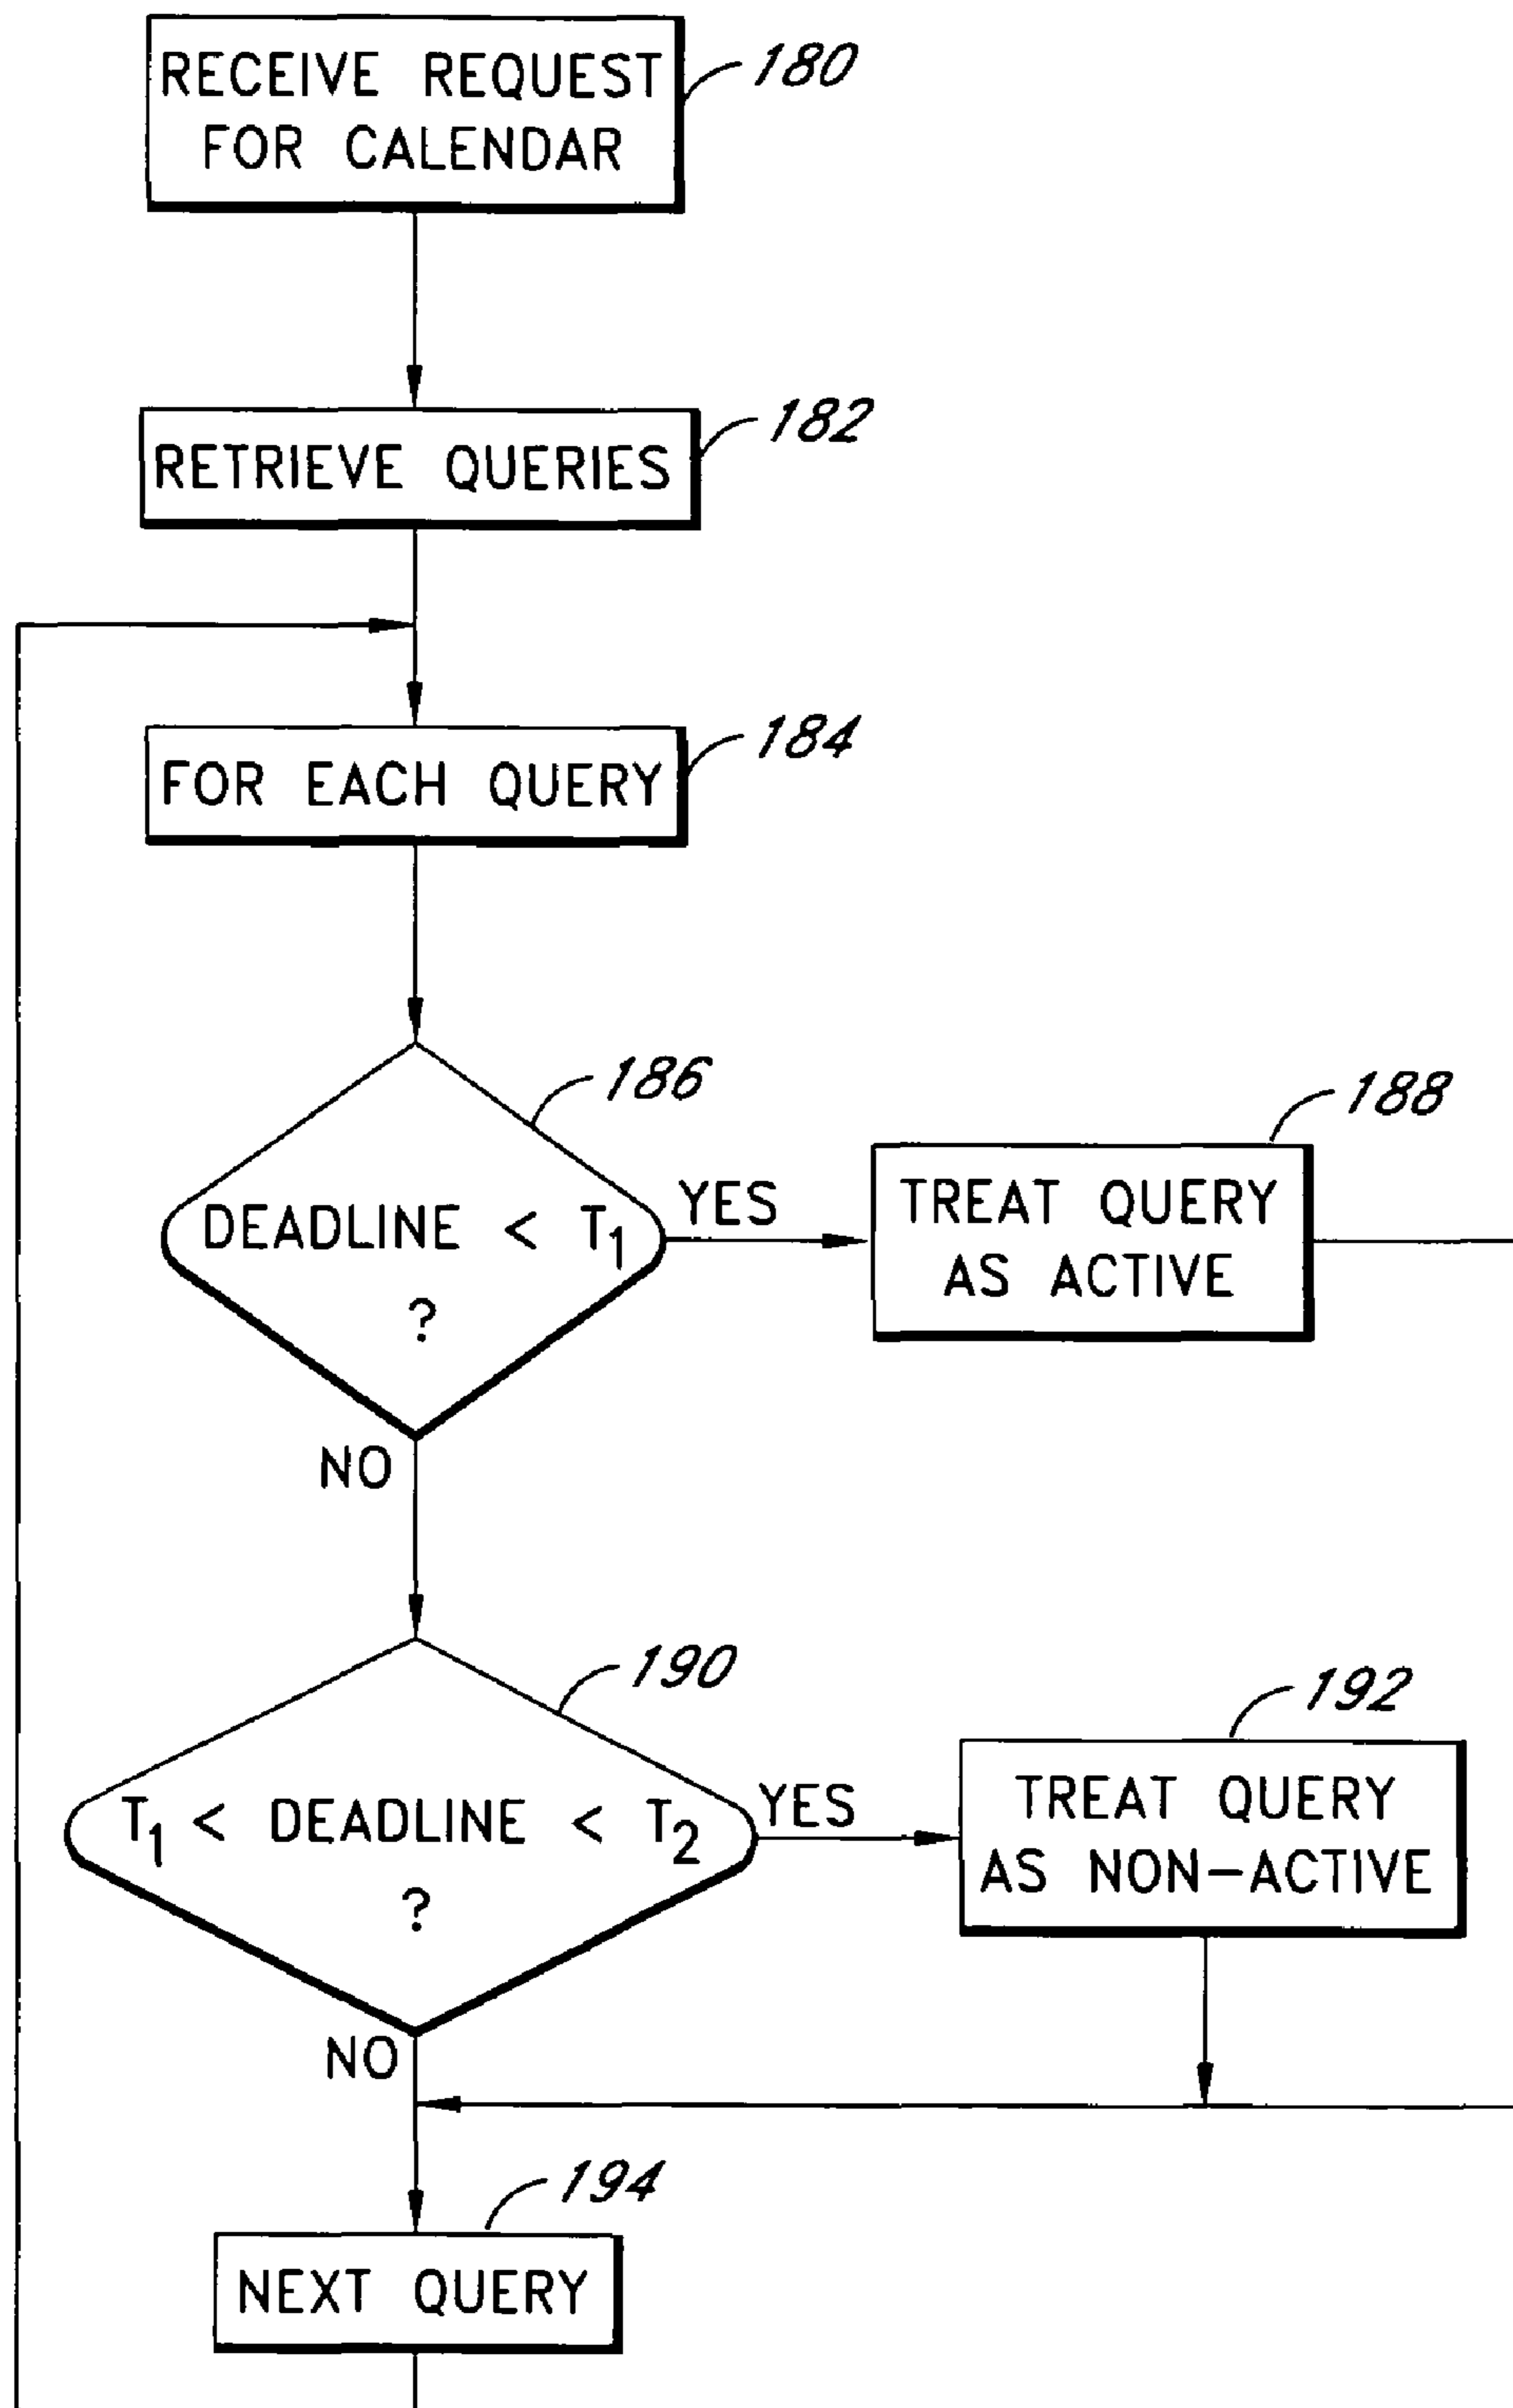 RECEIVE REQUEST
FOR CALENDAR
180
RETRIEVE QUERIES
182
FOR EACH QUERY
184
186
DEADLINE < T1
?
YES
188
TREAT QUERY
AS ACTIVE
NO
190
T1 < DEADLINE < T2
?
YES
192
TREAT QUERY
AS NON-ACTIVE
NO
194
NEXT QUERY